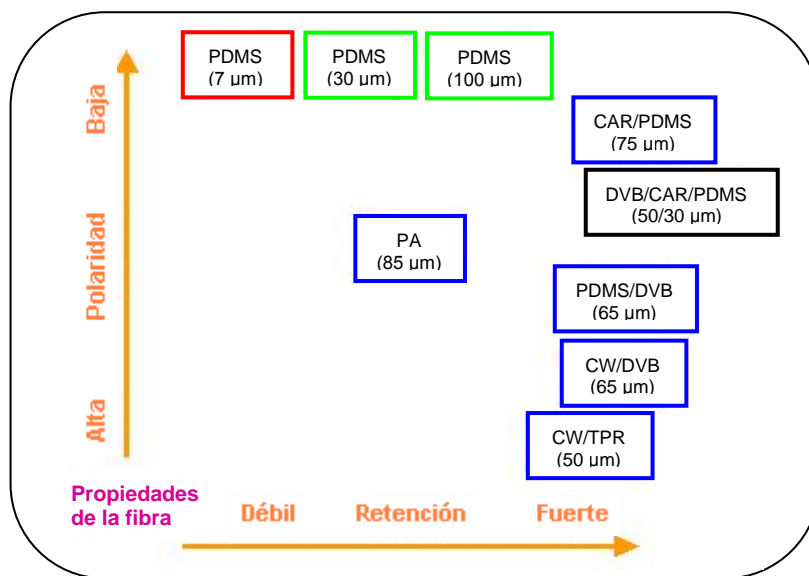 PDMS
(7 µm)
PDMS
(30 µm)
PDMS
(100 µm)
Baja
CAR/PDMS
(75 µm)
DVB/CAR/PDMS
(50/30 µm)
Polaridad
PA
(85 µm)
PDMS/DVB
(65 µm)
CW/DVB
(65 µm)
Alta
CW/TPR
(50 µm)
Propiedades
de la fibra
Débil
Retención
Fuerte